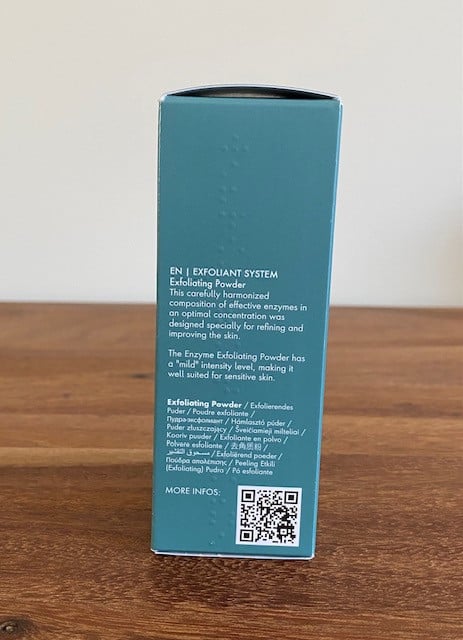 EN | EXFOLIANT SYSTEM
Exfoliating Powder
This carefully harmonized
composition of effective enzymes in
an optimal concentration was
designed specially for refining and
improving the skin.
The Enzyme Exfoliating Powder has
a "mild" intensity level, making it
well suited for sensitive skin.
Exfoliating Powder / Exfolierendes
Puder / Poudre exfoliante /
Пудра-эксфолиант / Hámlasztó púder /
Puder złuszczający / Šveičiamieji milteliai /
Kooriv puuder / Exfoliante en polvo /
Polvere esfoliante / 去角质粉 /
مسحوق التقشير / Exfoliërend poeder /
Πούδρα απολέπισης / Peeling Etkili
(Exfoliating) Pudra / Pó esfoliante
MORE INFOS: